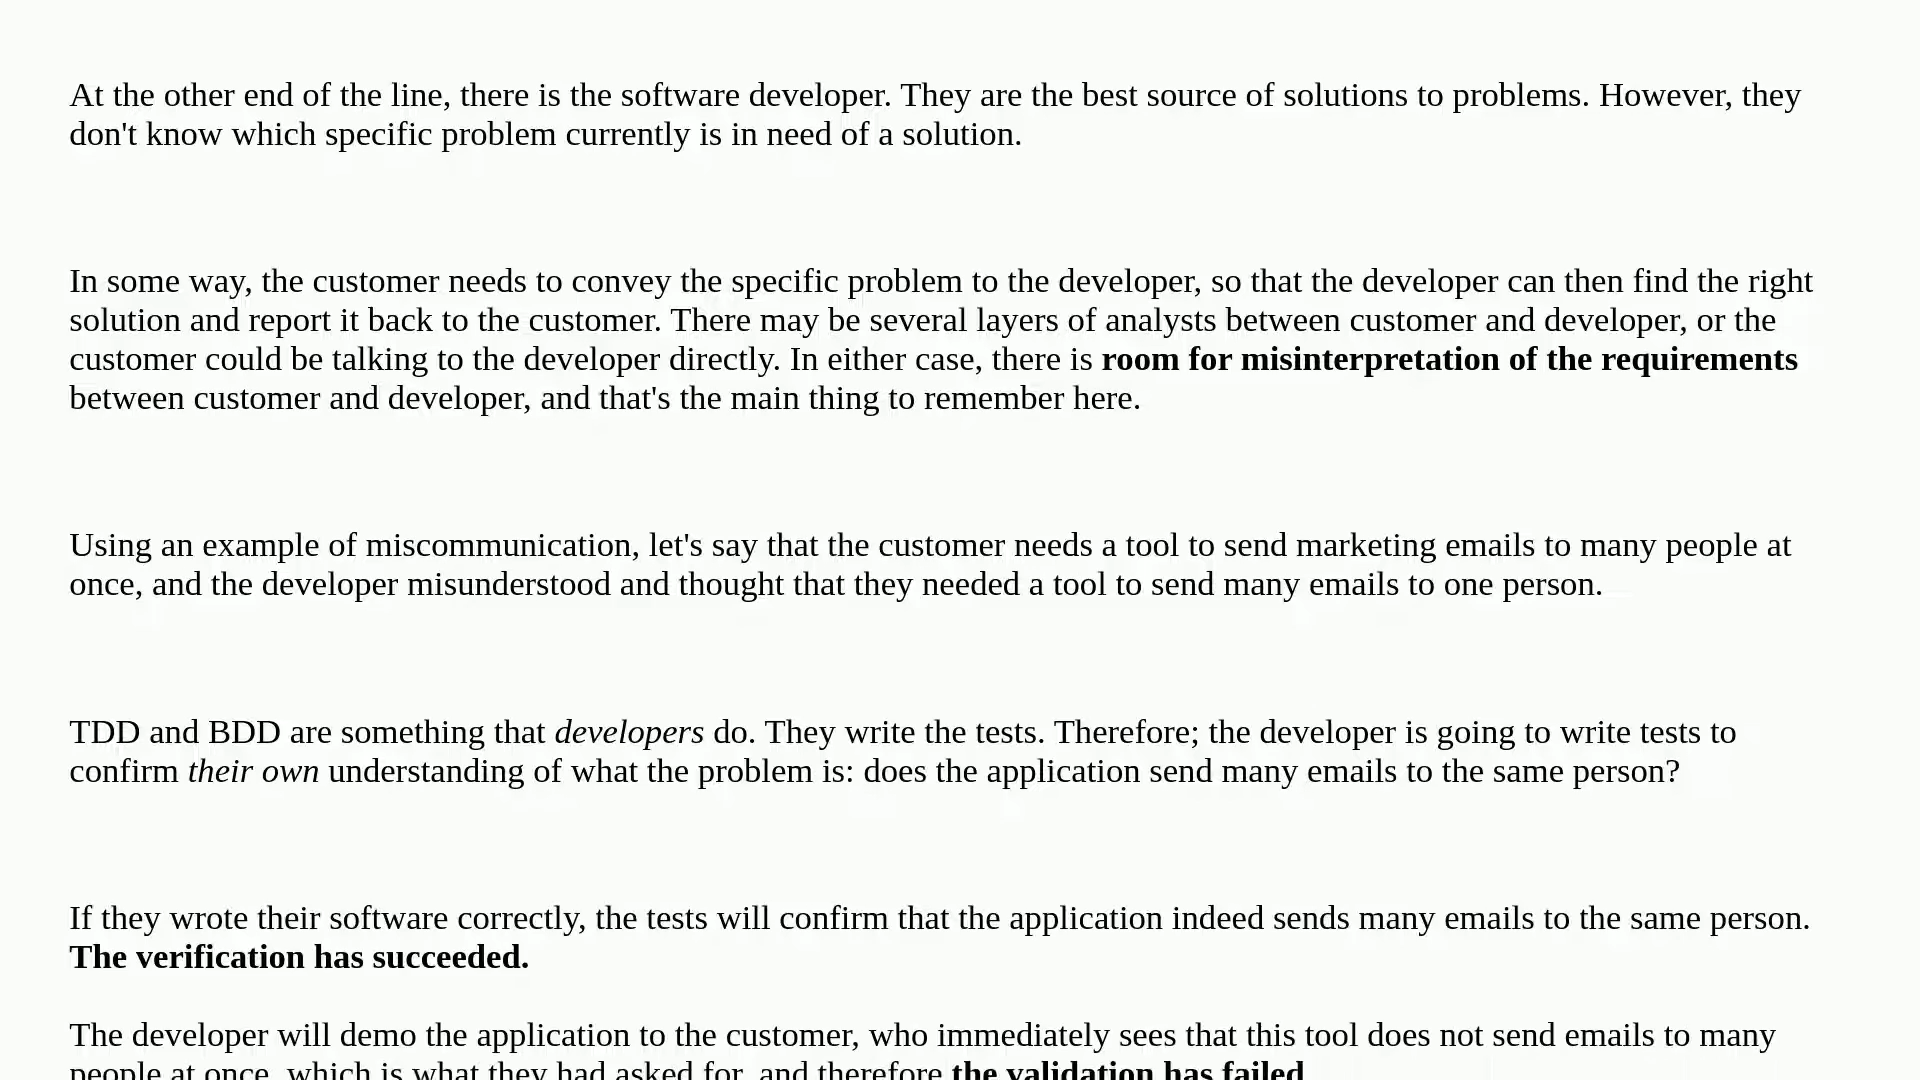 At the other end of the line, there is the software developer. They are the best source of solutions to problems. However, they
don't know which specific problem currently is in need of a solution.
In some way, the customer needs to convey the specific problem to the developer, so that the developer can then find the right
solution and report it back to the customer. There may be several layers of analysts between customer and developer, or the
customer could be talking to the developer directly. In either case, there is room for misinterpretation of the requirements
between customer and developer, and that's the main thing to remember here.
Using an example of miscommunication, let's say that the customer needs a tool to send marketing emails to many people at
once, and the developer misunderstood and thought that they needed a tool to send many emails to one person.
TDD and BDD are something that developers do. They write the tests. Therefore; the developer is going to write tests to
confirm their own understanding of what the problem is: does the application send many emails to the same person?
If they wrote their software correctly, the tests will confirm that the application indeed sends many emails to the same person.
The verification has succeeded.
The developer will demo the application to the customer, who immediately sees that this tool does not send emails to many
people at once, which is what they had asked for, and therefore the validation has failed.